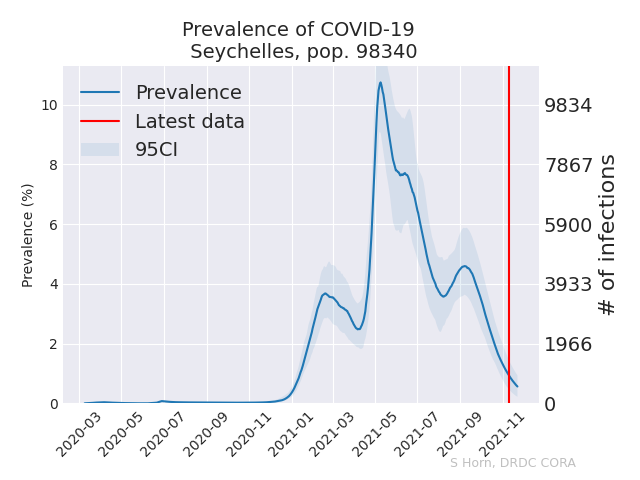 Prevalence of COVID-19
Seychelles, pop. 98340
Prevalence
Latest data
95CI
Prevalence (%)
10
8
6
4
2
0
9834
7867
5900
3933
1966
0
# of infections
2020-03
2020-05
2020-07
2020-09
2020-11
2021-01
2021-03
2021-05
2021-07
2021-09
2021-11
S Horn, DRDC CORA